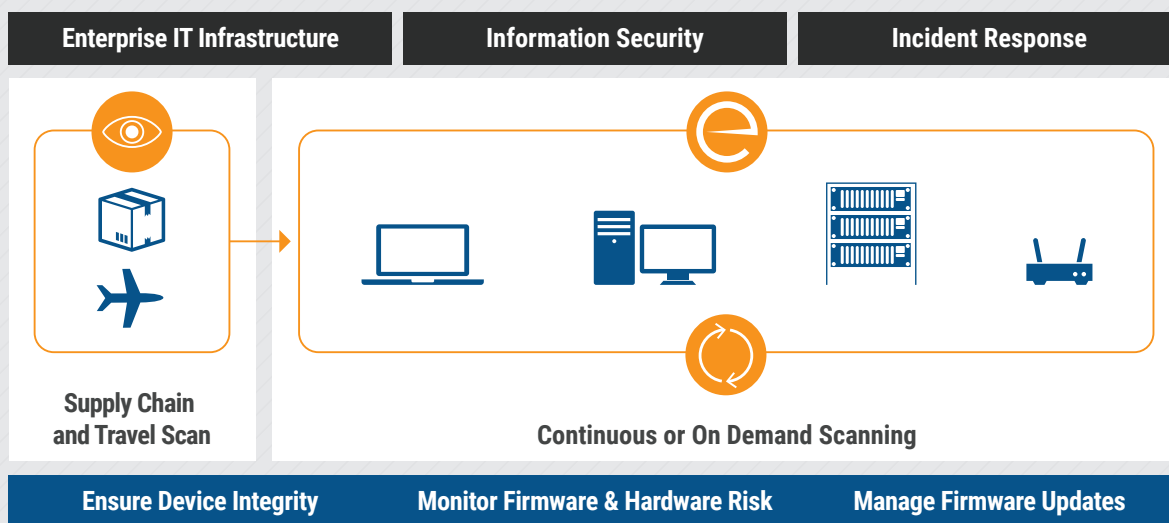 Enterprise IT Infrastructure
Information Security
Incident Response
Supply Chain
and Travel Scan
Continuous or On Demand Scanning
Ensure Device Integrity
Monitor Firmware & Hardware Risk
Manage Firmware Updates